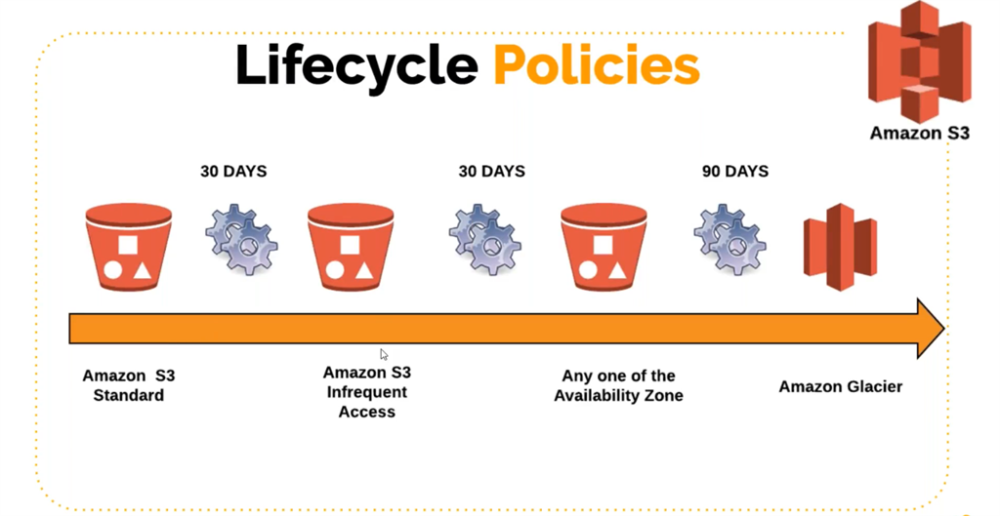 Lifecycle Policies
Amazon S3
30 DAYS
30 DAYS
90 DAYS
Amazon S3
Standard
Amazon S3
Infrequent
Access
Any one of the
Availability Zone
Amazon Glacier